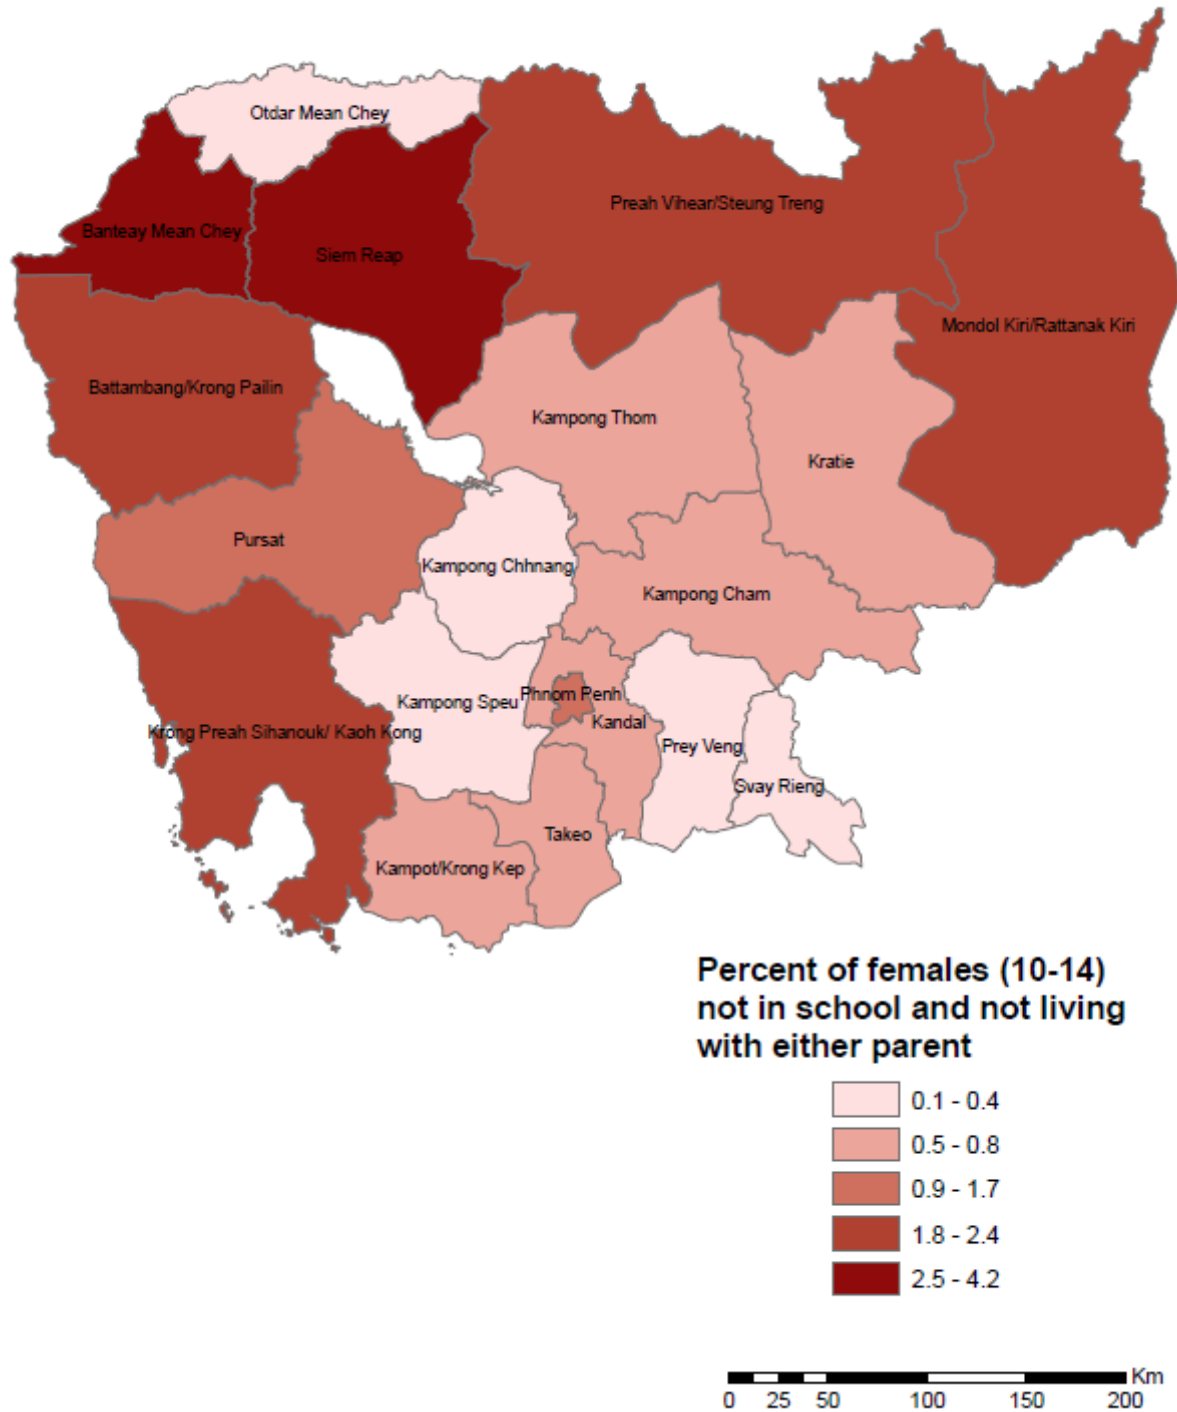 Otdar Mean Chey
Preah Vihear/Steung Treng
Banteay Mean Chey
Siem Reap
Mondol Kiri/Rattanak Kiri
Battambang/Krong Pailin
Kampong Thom
Kratie
Pursat
Kampong Chhnang
Kampong Cham
Phnom Penh
Kampong Speu
Kandal
Krong Preah Sihanouk/ Kaoh Kong
Prey Veng
Svay Rieng
Takeo
Kampot/Krong Kep
Percent of females (10-14)
not in school and not living
with either parent
0.1 - 0.4
0.5 - 0.8
0.9 - 1.7
1.8 - 2.4
2.5 - 4.2
Km
0 25 50 100 150 200